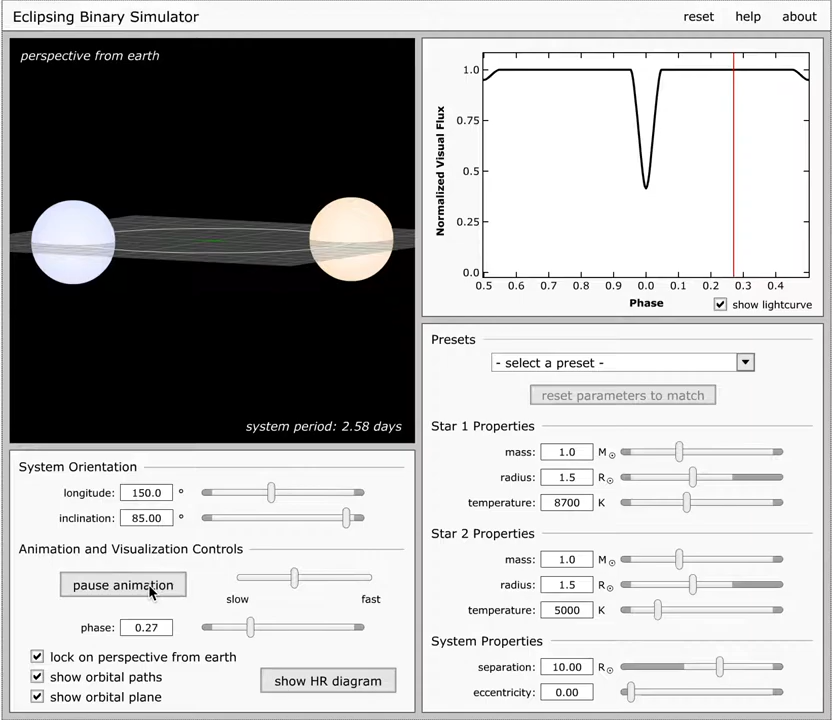 Eclipsing Binary Simulator
reset help about
perspective from earth
system period: 2.58 days
Normalized Visual Flux
1.0
0.75
0.5
0.25
0.0
0.5 0.6 0.7 0.8 0.9 0.0 0.1 0.2 0.3 0.4
Phase
show lightcurve
System Orientation
longitude: 150.0 °
inclination: 85.00 °
Animation and Visualization Controls
pause animation
slow fast
phase: 0.27
lock on perspective from earth
show orbital paths
show orbital plane
show HR diagram
Presets
- select a preset -
reset parameters to match
Star 1 Properties
mass: 1.0 M☉
radius: 1.5 R☉
temperature: 8700 K
Star 2 Properties
mass: 1.0 M☉
radius: 1.5 R☉
temperature: 5000 K
System Properties
separation: 10.00 R☉
eccentricity: 0.00